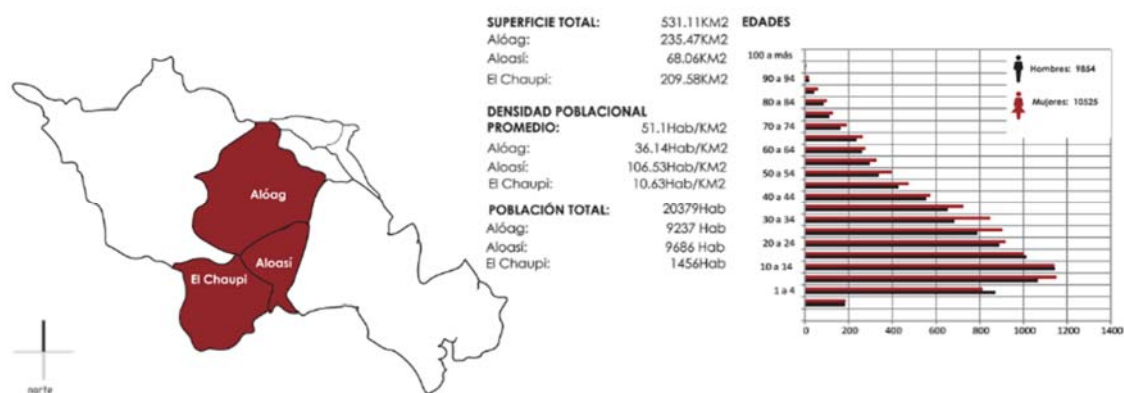 Alóag
Aloasí
El Chaupi
norte
SUPERFICIE TOTAL: 531.11KM2
Alóag: 235.47KM2
Aloasí: 68.06KM2
El Chaupi: 209.58KM2
DENSIDAD POBLACIONAL
PROMEDIO: 51.1Hab/KM2
Alóag: 36.14Hab/KM2
Aloasí: 106.53Hab/KM2
El Chaupi: 10.63Hab/KM2
POBLACIÓN TOTAL: 20379Hab
Alóag: 9237 Hab
Aloasí: 9686 Hab
El Chaupi: 1456Hab
EDADES
100 a más
90 a 94
80 a 84
70 a 74
60 a 64
50 a 54
40 a 44
30 a 34
20 a 24
10 a 14
1 a 4
0 200 400 600 800 1000 1200 1400
Hombres: 9854
Mujeres: 10525